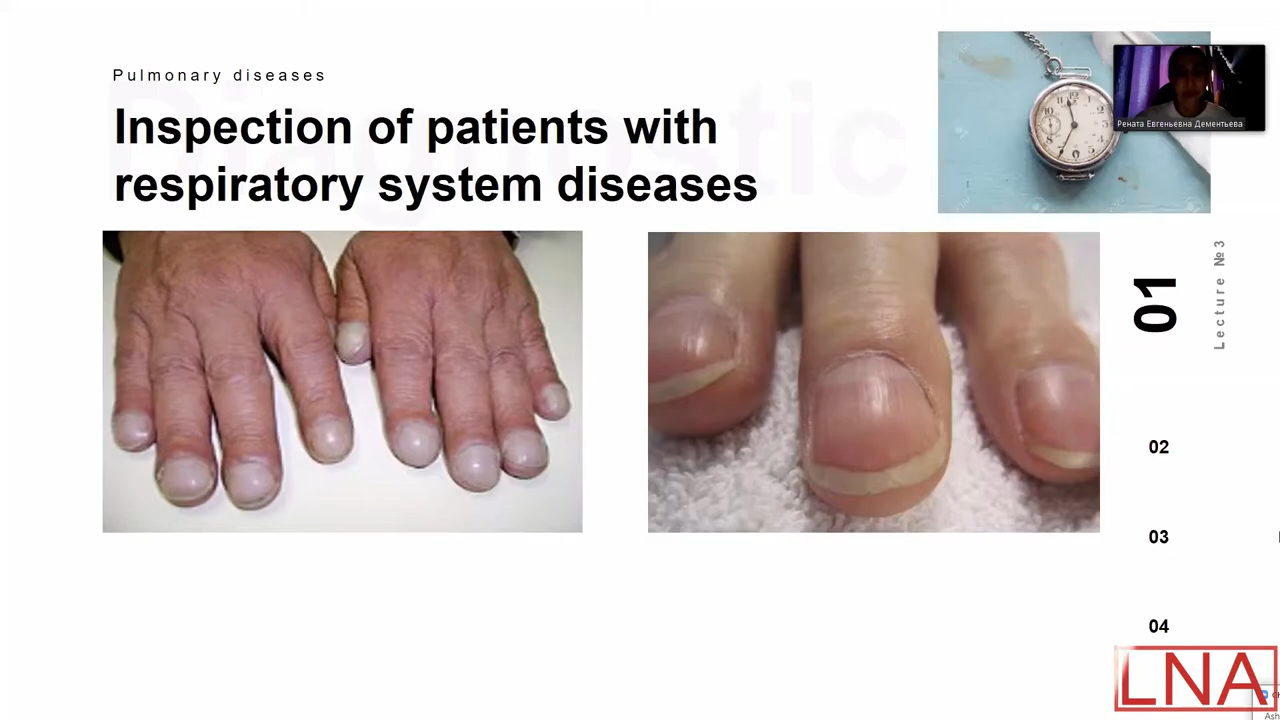 Pulmonary diseases
Inspection of patients with
respiratory system diseases
Рената Евгеньевна Дементьева
01
Lecture №3
02
03
04
LNA